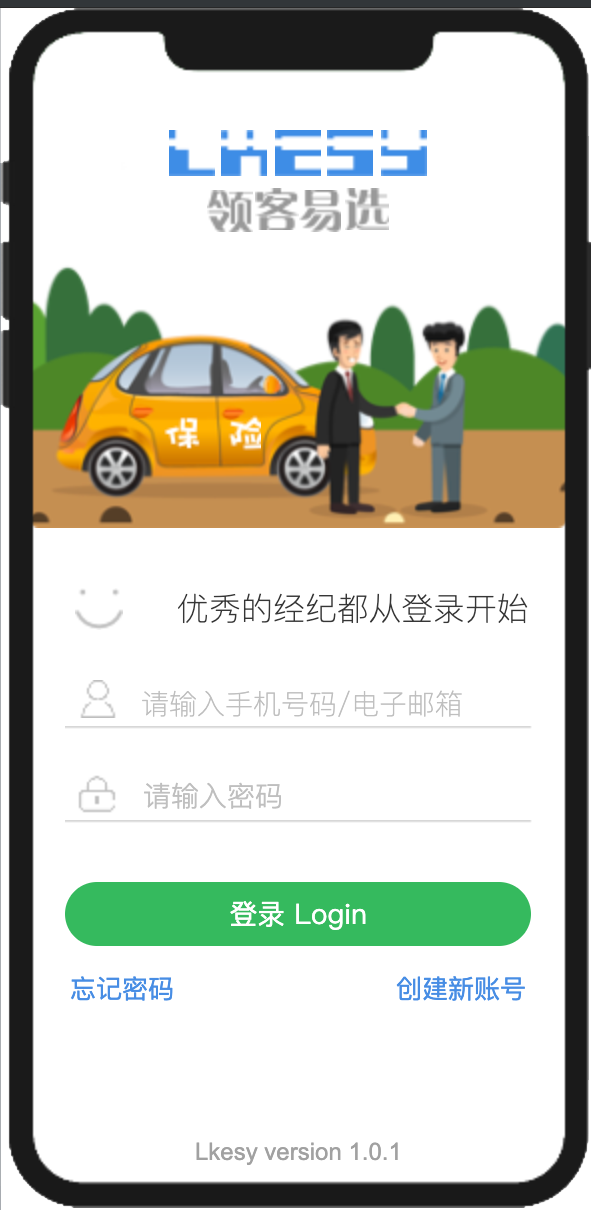 LKESY
领客易选
保 险
优秀的经纪都从登录开始
请输入手机号码/电子邮箱
请输入密码
登录 Login
忘记密码 创建新账号
Lkesy version 1.0.1